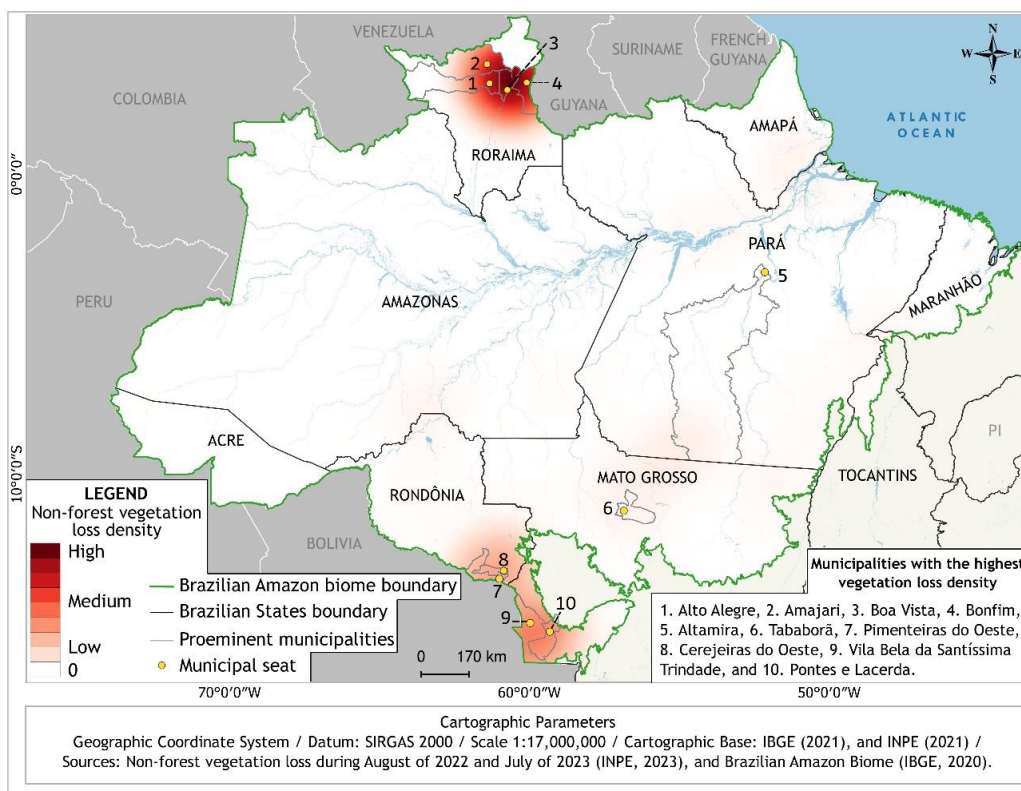 VENEZUELA
SURINAME
FRENCH
GUYANA
N
W
E
S
COLOMBIA
GUYANA
3
2
1
4
ATLANTIC
OCEAN
AMAPÁ
RORAIMA
0°0'0"
PARÁ
5
AMAZONAS
MARANHÃO
PERU
ACRE
PI
10°0'0"S
MATO GROSSO
TOCANTINS
RONDÔNIA
6
BOLIVIA
8
7
9
10
LEGEND
Non-forest vegetation
loss density
High
Medium
Low
0
Brazilian Amazon biome boundary
Brazilian States boundary
Proeminent municipalities
Municipal seat
0 170 km
Municipalities with the highest
vegetation loss density
1. Alto Alegre, 2. Amajari, 3. Boa Vista, 4. Bonfim,
5. Altamira, 6. Tababorã, 7. Pimenteiras do Oeste,
8. Cerejeiras do Oeste, 9. Vila Bela da Santíssima
Trindade, and 10. Pontes e Lacerda.
70°0'0"W
60°0'0"W
50°0'0"W
Cartographic Parameters
Geographic Coordinate System / Datum: SIRGAS 2000 / Scale 1:17,000,000 / Cartographic Base: IBGE (2021), and INPE (2021) /
Sources: Non-forest vegetation loss during August of 2022 and July of 2023 (INPE, 2023), and Brazilian Amazon Biome (IBGE, 2020).